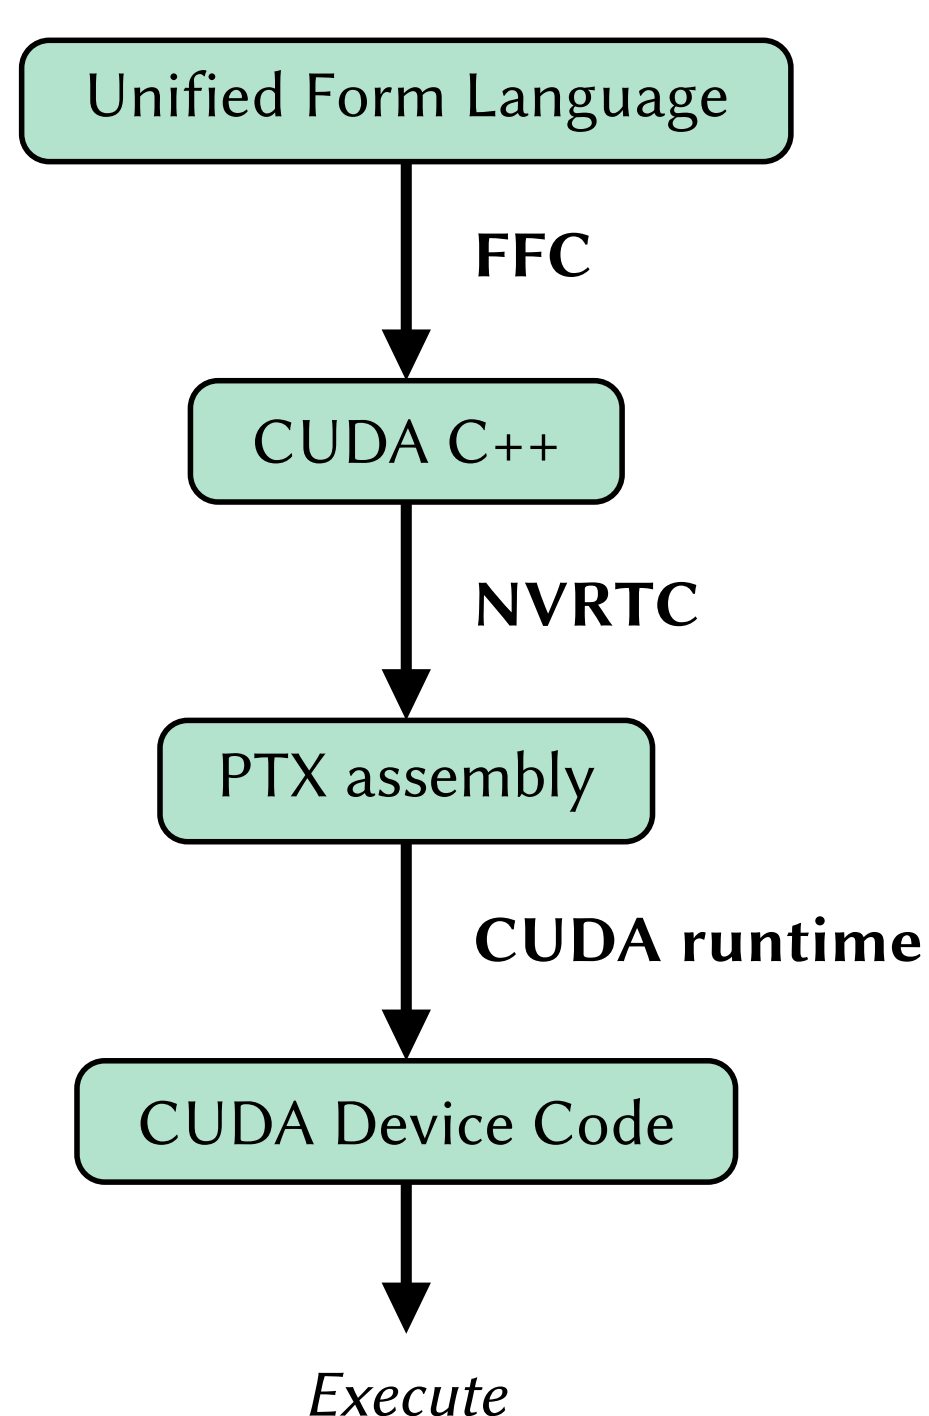 Unified Form Language
FFC
CUDA C++
NVRTC
PTX assembly
CUDA runtime
CUDA Device Code
Execute